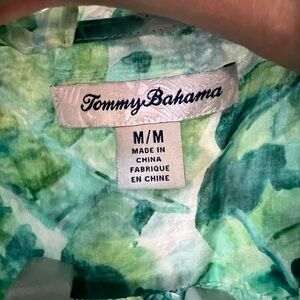 Tommy Bahama
M/M
MADE IN
CHINA
FABRIQUE
EN CHINE